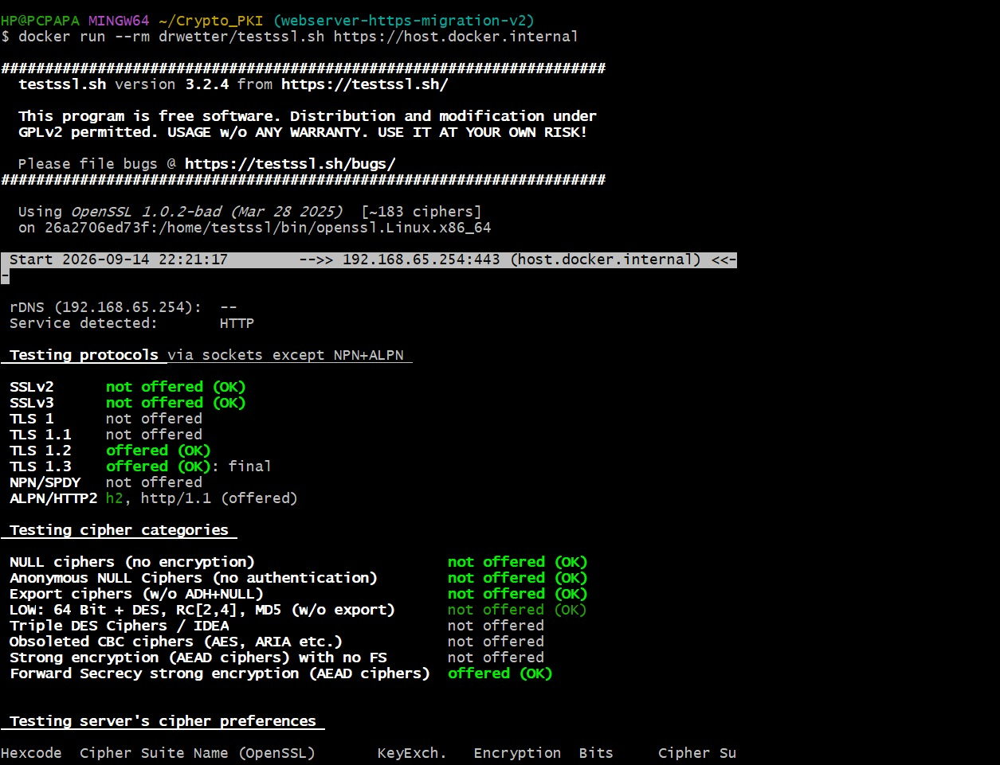 HP@PCPAPA MINGW64 ~/Crypto_PKI (webserver-https-migration-v2)
$ docker run --rm drwetter/testssl.sh https://host.docker.internal
#####################################################################
testssl.sh version 3.2.4 from https://testssl.sh/
This program is free software. Distribution and modification under
GPLv2 permitted. USAGE w/o ANY WARRANTY. USE IT AT YOUR OWN RISK!
Please file bugs @ https://testssl.sh/bugs/
#####################################################################
Using OpenSSL 1.0.2-bad (Mar 28 2025)  [~183 ciphers]
on 26a2706ed73f:/home/testssl/bin/openssl.Linux.x86_64
Start 2026-09-14 22:21:17        -->> 192.168.65.254:443 (host.docker.internal) <<-
-
rDNS (192.168.65.254):  --
Service detected:       HTTP
Testing protocols via sockets except NPN+ALPN
SSLv2      not offered (OK)
SSLv3      not offered (OK)
TLS 1      not offered
TLS 1.1    not offered
TLS 1.2    offered (OK)
TLS 1.3    offered (OK): final
NPN/SPDY   not offered
ALPN/HTTP2 h2, http/1.1 (offered)
Testing cipher categories
NULL ciphers (no encryption)                      not offered (OK)
Anonymous NULL Ciphers (no authentication)        not offered (OK)
Export ciphers (w/o ADH+NULL)                     not offered (OK)
LOW: 64 Bit + DES, RC[2,4], MD5 (w/o export)      not offered (OK)
Triple DES Ciphers / IDEA                         not offered
Obsoleted CBC ciphers (AES, ARIA etc.)            not offered
Strong encryption (AEAD ciphers) with no FS       not offered
Forward Secrecy strong encryption (AEAD ciphers)  offered (OK)
Testing server's cipher preferences
Hexcode  Cipher Suite Name (OpenSSL)       KeyExch.   Encryption  Bits     Cipher Su